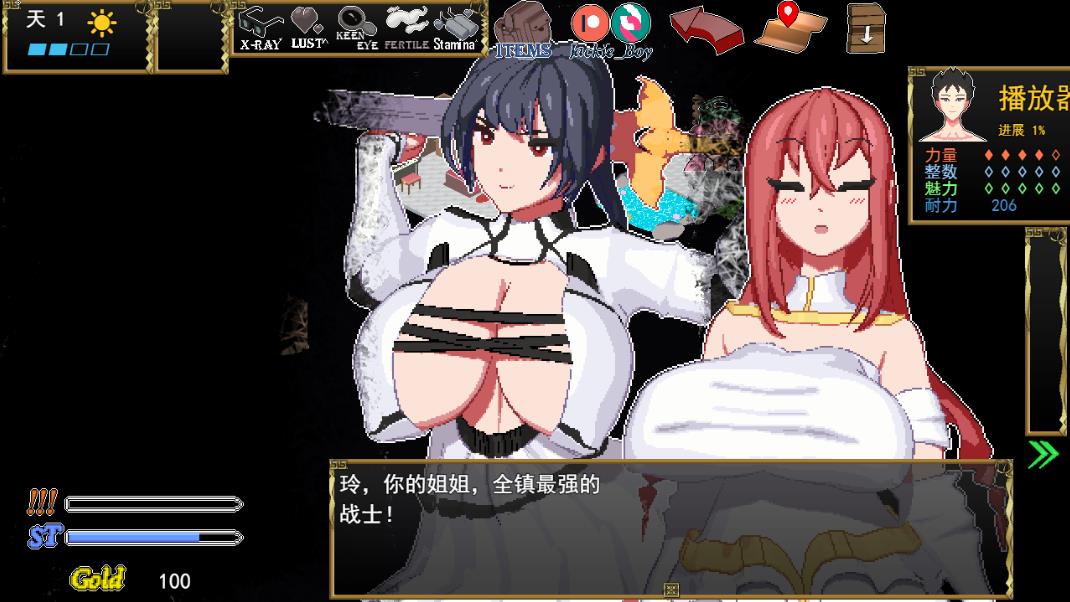 天 1
X-RAY
LUST
KEEN
EYE
FERTILE
Stamina
ITEMS
Jackie_Boy
播放器
进展 1%
力量
整数
魅力
耐力 206
玲，你的姐姐，全镇最强的
战士！
!!!
ST
Gold 100